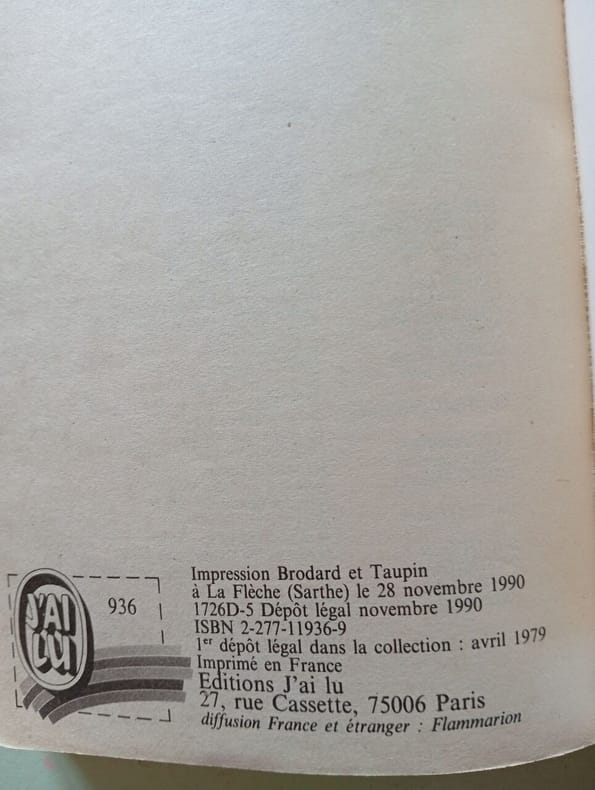 J'AI
LU
936
Impression Brodard et Taupin
à La Flèche (Sarthe) le 28 novembre 1990
1726D-5 Dépôt légal novembre 1990
ISBN 2-277-11936-9
1er dépôt légal dans la collection : avril 1979
Imprimé en France
Editions J'ai lu
27, rue Cassette, 75006 Paris
diffusion France et étranger : Flammarion